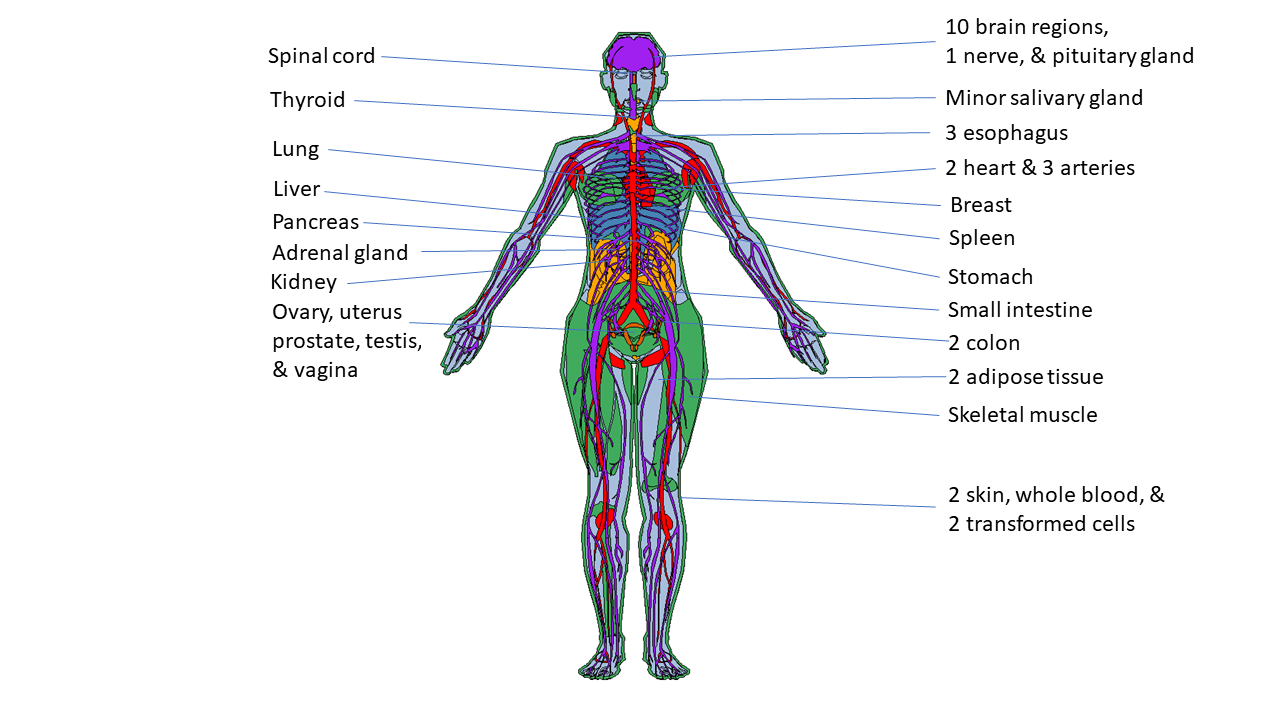 Spinal cord
Thyroid
Lung
Liver
Pancreas
Adrenal gland
Kidney
Ovary, uterus
prostate, testis,
& vagina
10 brain regions,
1 nerve, & pituitary gland
Minor salivary gland
3 esophagus
2 heart & 3 arteries
Breast
Spleen
Stomach
Small intestine
2 colon
2 adipose tissue
Skeletal muscle
2 skin, whole blood, &
2 transformed cells